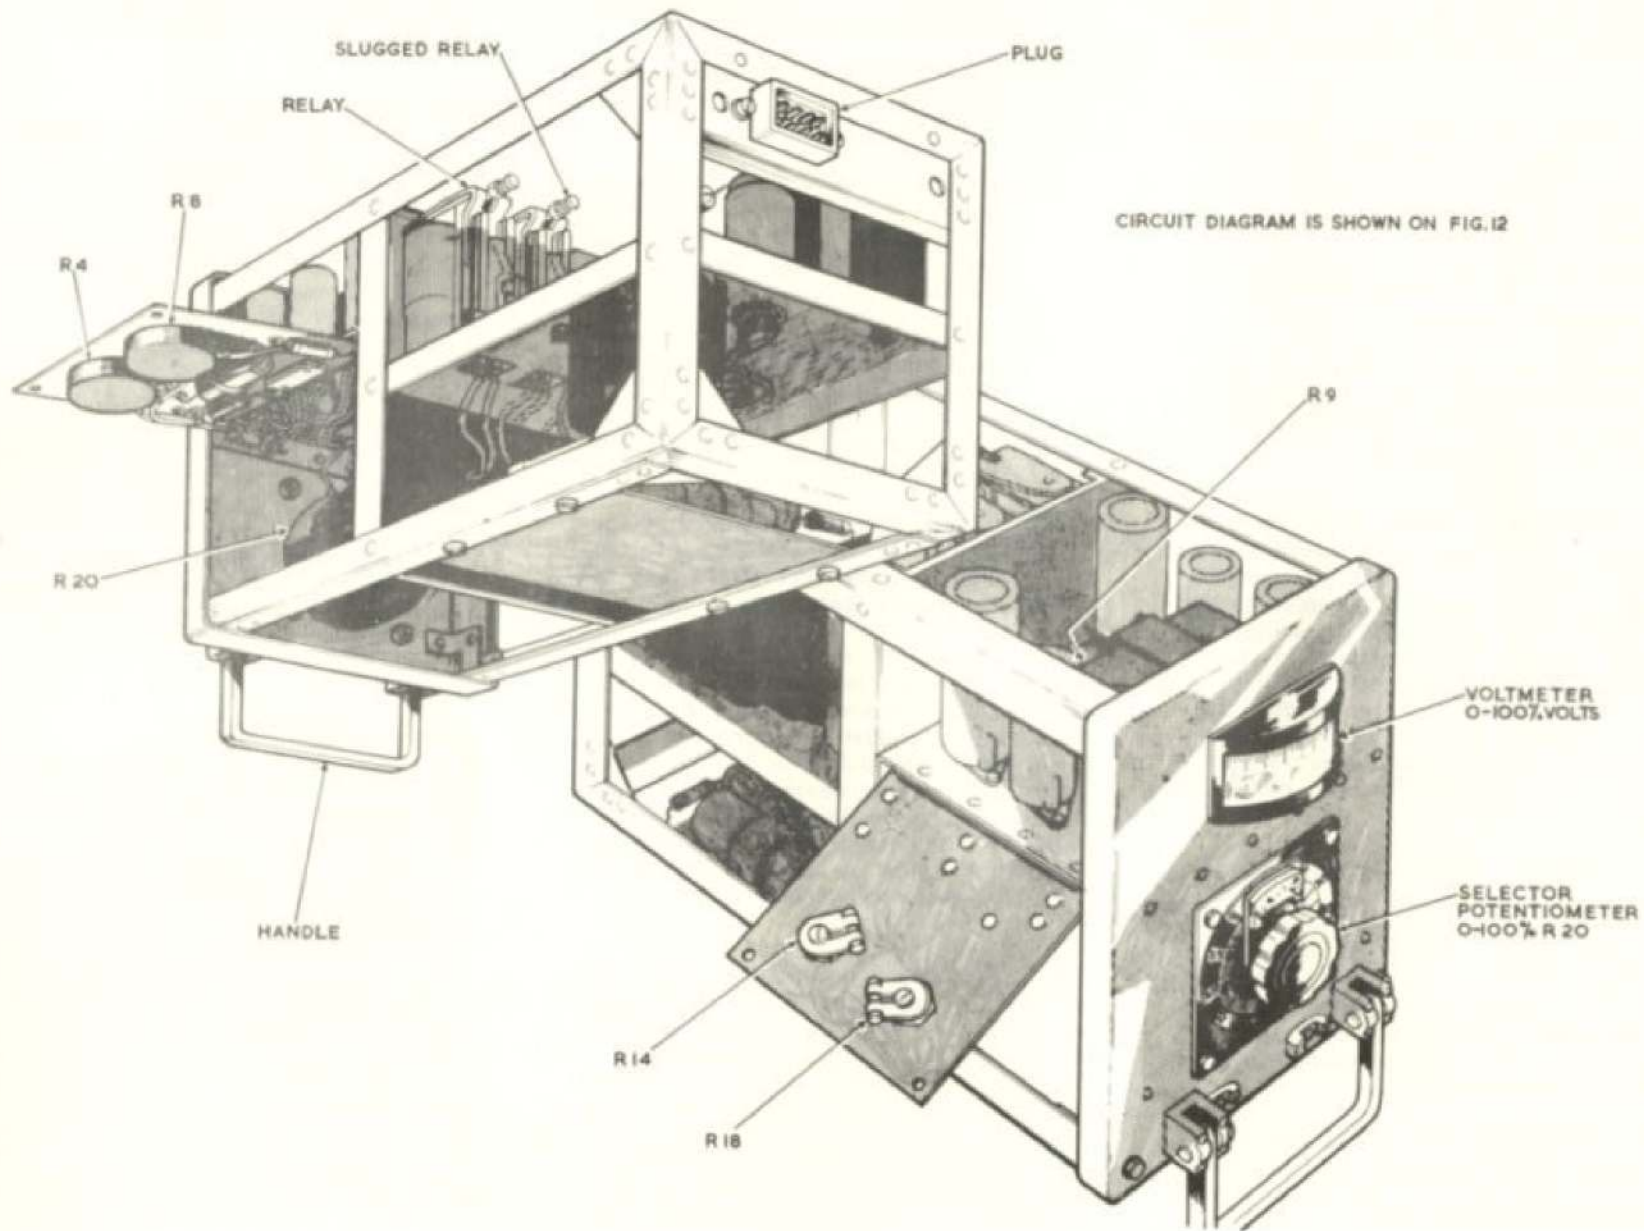 SLUGGED RELAY
PLUG
RELAY
R 8
CIRCUIT DIAGRAM IS SHOWN ON FIG. 12
R 4
R 9
R 20
VOLTMETER
0-100% VOLTS
SELECTOR
POTENTIOMETER
0-100% R 20
HANDLE
R 14
R 18